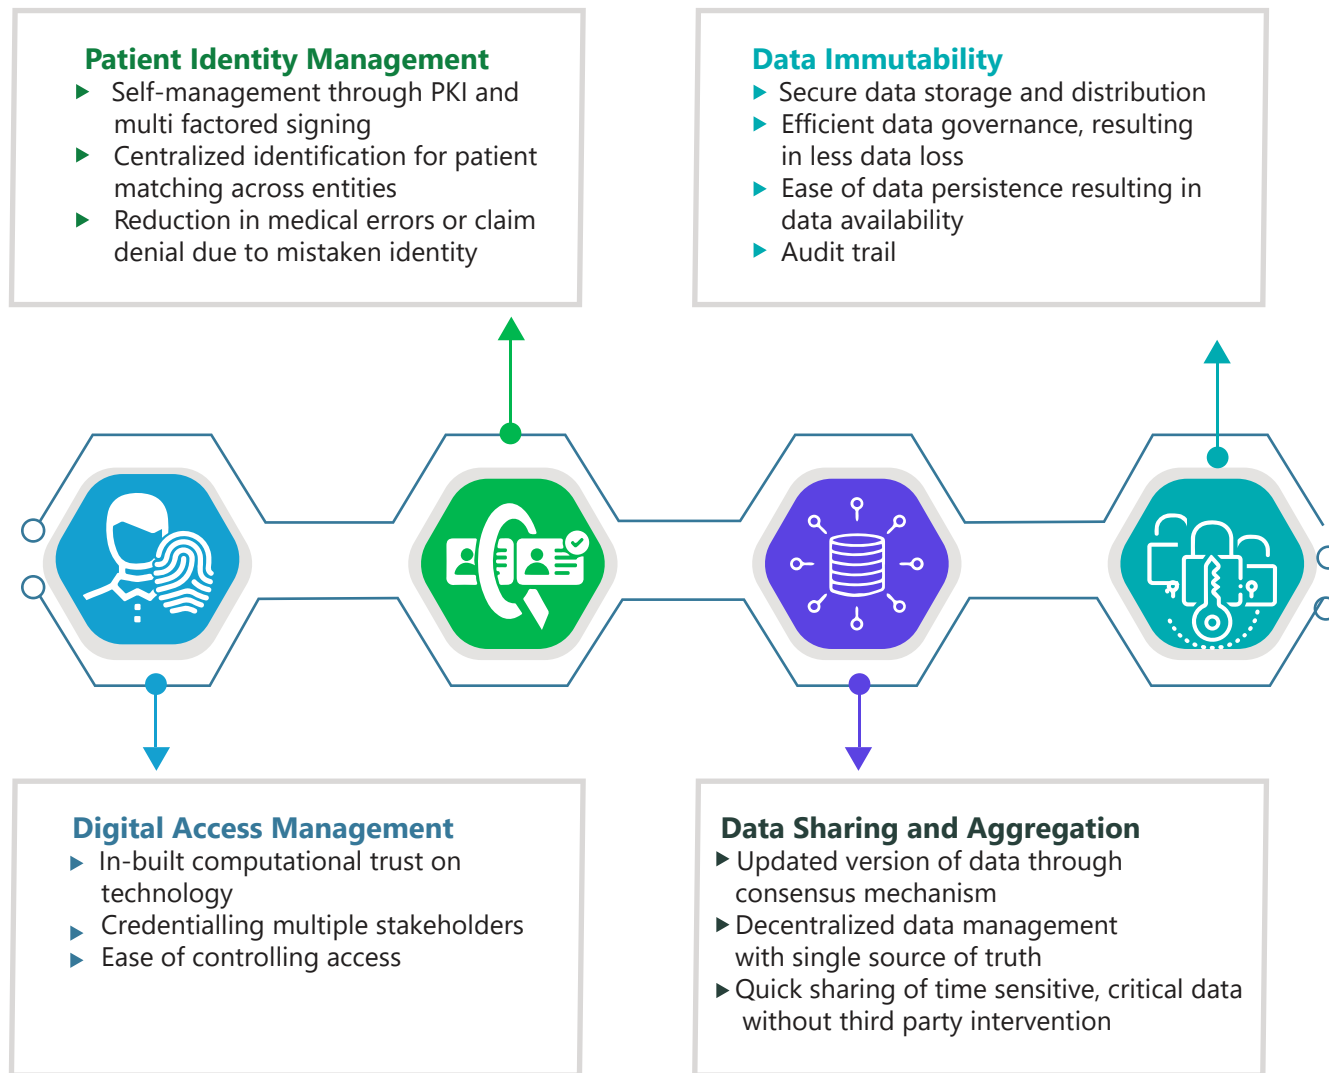 Patient Identity Management
Self-management through PKI and
multi factored signing
Centralized identification for patient
matching across entities
Reduction in medical errors or claim
denial due to mistaken identity
Data Immutability
Secure data storage and distribution
Efficient data governance, resulting
in less data loss
Ease of data persistence resulting in
data availability
Audit trail
Digital Access Management
In-built computational trust on
technology
Credentialling multiple stakeholders
Ease of controlling access
Data Sharing and Aggregation
Updated version of data through
consensus mechanism
Decentralized data management
with single source of truth
Quick sharing of time sensitive, critical data
without third party intervention